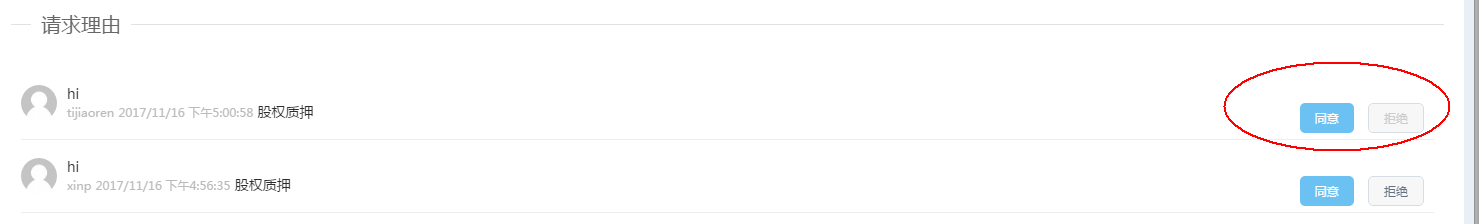 请求理由
hi
tijiaoren 2017/11/16 下午5:00:58 股权质押
同意 拒绝
hi
xinp 2017/11/16 下午4:56:35 股权质押
同意 拒绝